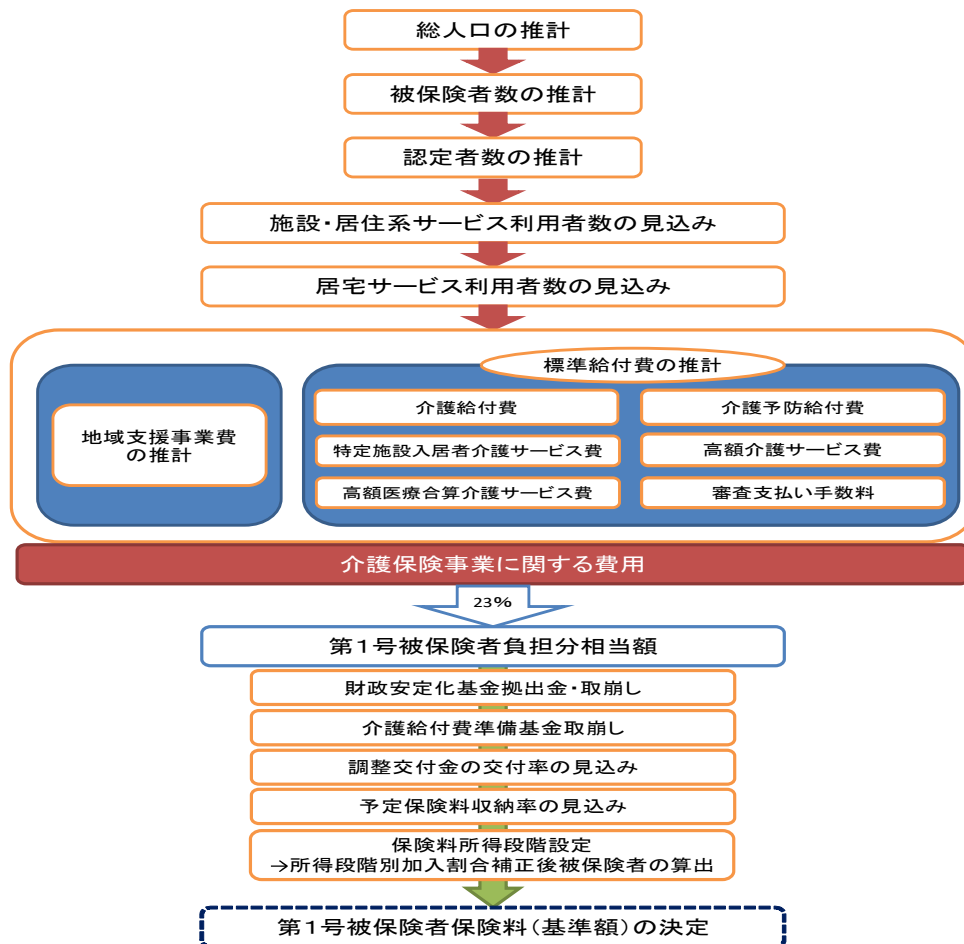 総人口の推計
被保険者数の推計
認定者数の推計
施設・居住系サービス利用者数の見込み
居宅サービス利用者数の見込み
標準給付費の推計
地域支援事業費
の推計
介護給付費
介護予防給付費
特定施設入居者介護サービス費
高額介護サービス費
高額医療合算介護サービス費
審査支払い手数料
介護保険事業に関する費用
23%
第1号被保険者負担分相当額
財政安定化基金拠出金・取崩し
介護給付費準備基金取崩し
調整交付金の交付率の見込み
予定保険料収納率の見込み
保険料所得段階設定
→所得段階別加入割合補正後被保険者の算出
第1号被保険者保険料(基準額)の決定